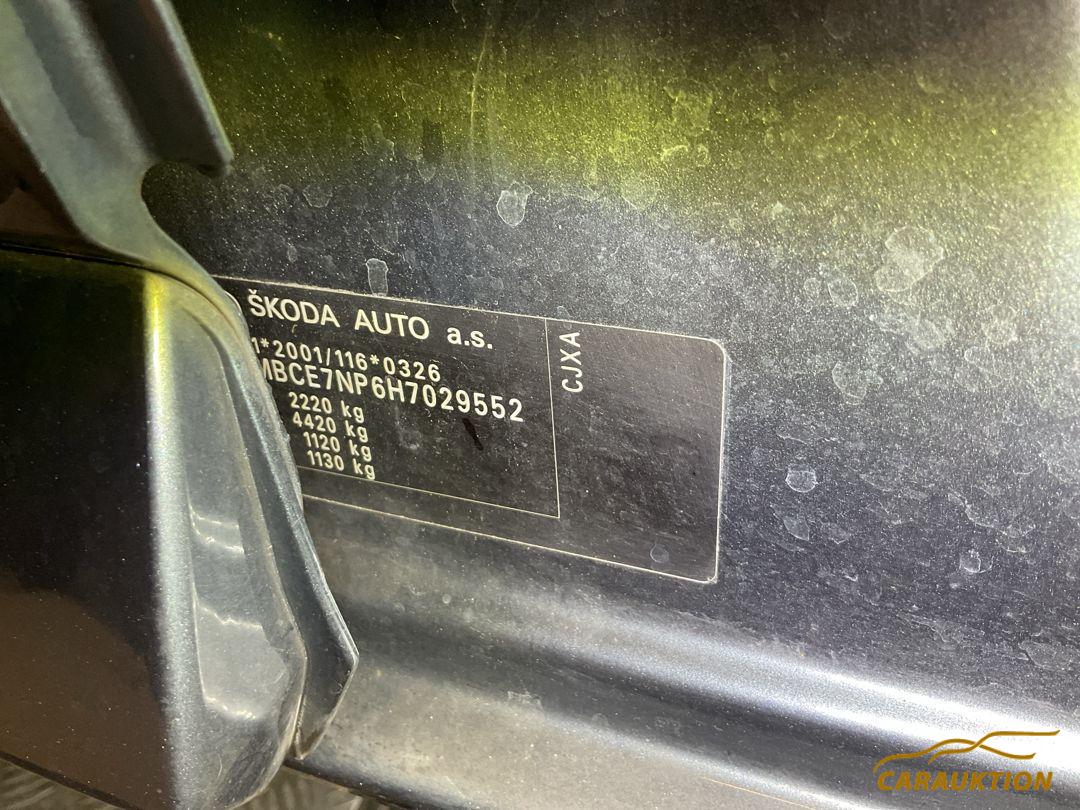 ŠKODA AUTO a.s.
1*2001/116*0326
MBCE7NP6H7029552
2220 kg
4420 kg
1120 kg
1130 kg
CJXA
CARAUKTION